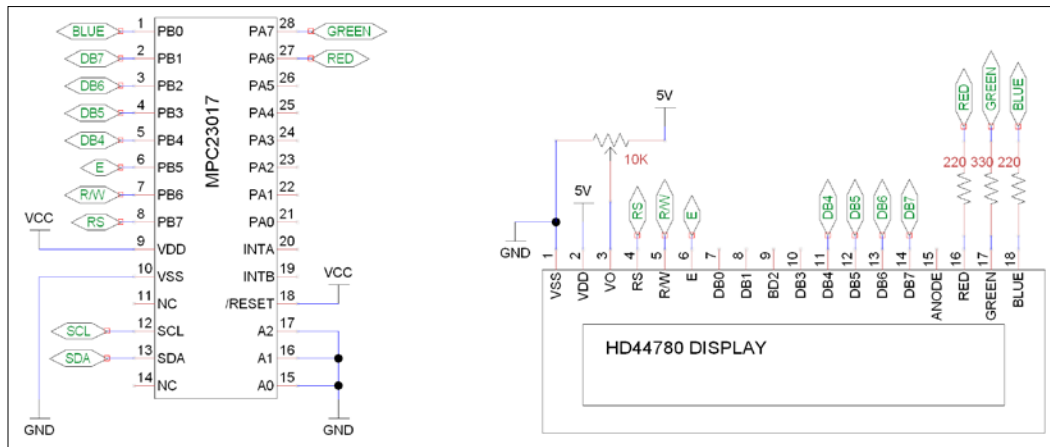 BLUE 1 PB0 PA7 28 GREEN
DB7 2 PB1 PA6 27 RED
DB6 3 PB2 PA5 26
DB5 4 PB3 PA4 25
DB4 5 PB4 PA3 24
E 6 PB5 PA2 23
R/W 7 PB6 PA1 22
RS 8 PB7 PA0 21
VCC 9 VDD INTA 20
10 VSS INTB 19
VCC
11 NC /RESET 18
SCL 12 SCL A2 17
SDA 13 SDA A1 16
14 NC A0 15
GND
GND
MPC23017
5V
10K
5V
GND
RED GREEN BLUE
220 330 220
RS R/W E DB4 DB5 DB6 DB7
1 2 3 4 5 6 7 8 9 10 11 12 13 14 15 16 17 18
VSS VDD VO RS R/W E DB0 DB1 BD2 DB3 DB4 DB5 DB6 DB7 ANODE RED GREEN BLUE
HD44780 DISPLAY